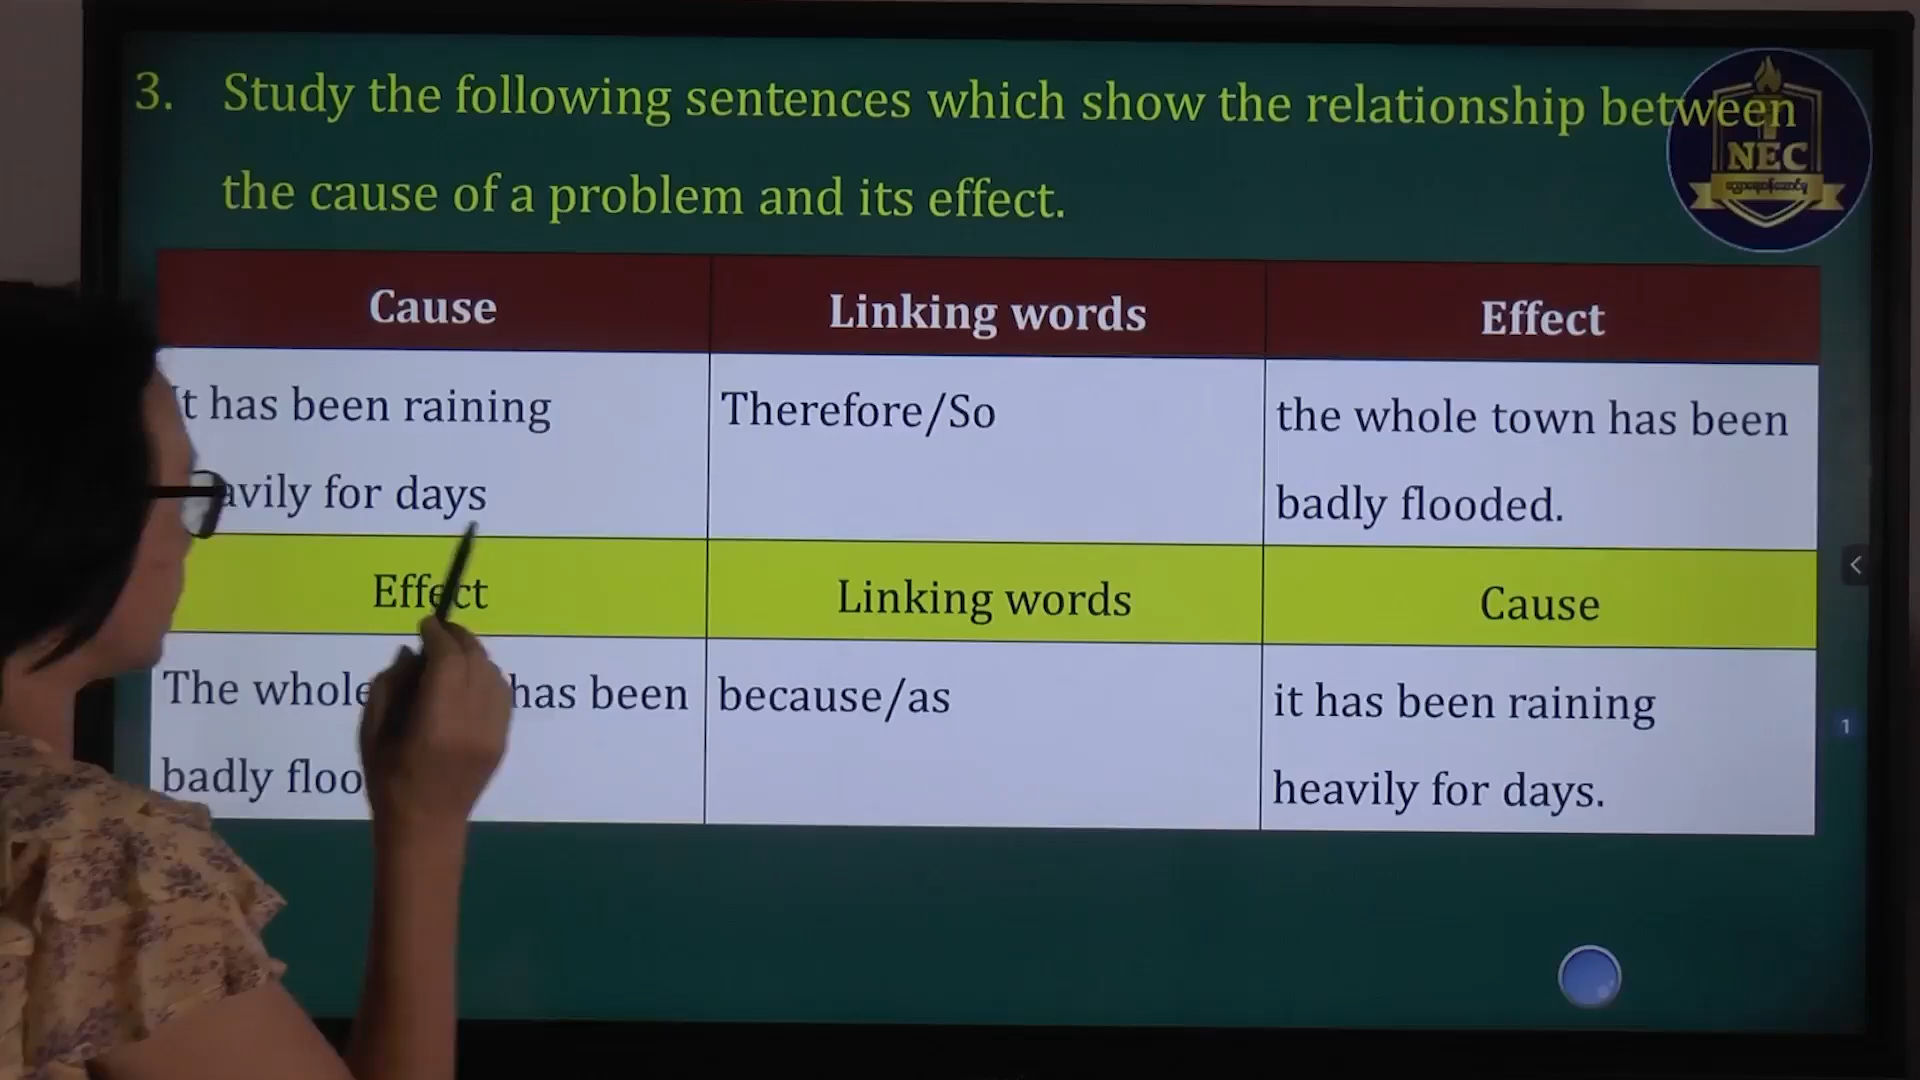 3. Study the following sentences which show the relationship between
the cause of a problem and its effect.
NEC
Cause Linking words Effect
It has been raining Therefore/So the whole town has been
avily for days badly flooded.
Effect Linking words Cause
The whole has been because/as it has been raining
badly floo heavily for days.
1